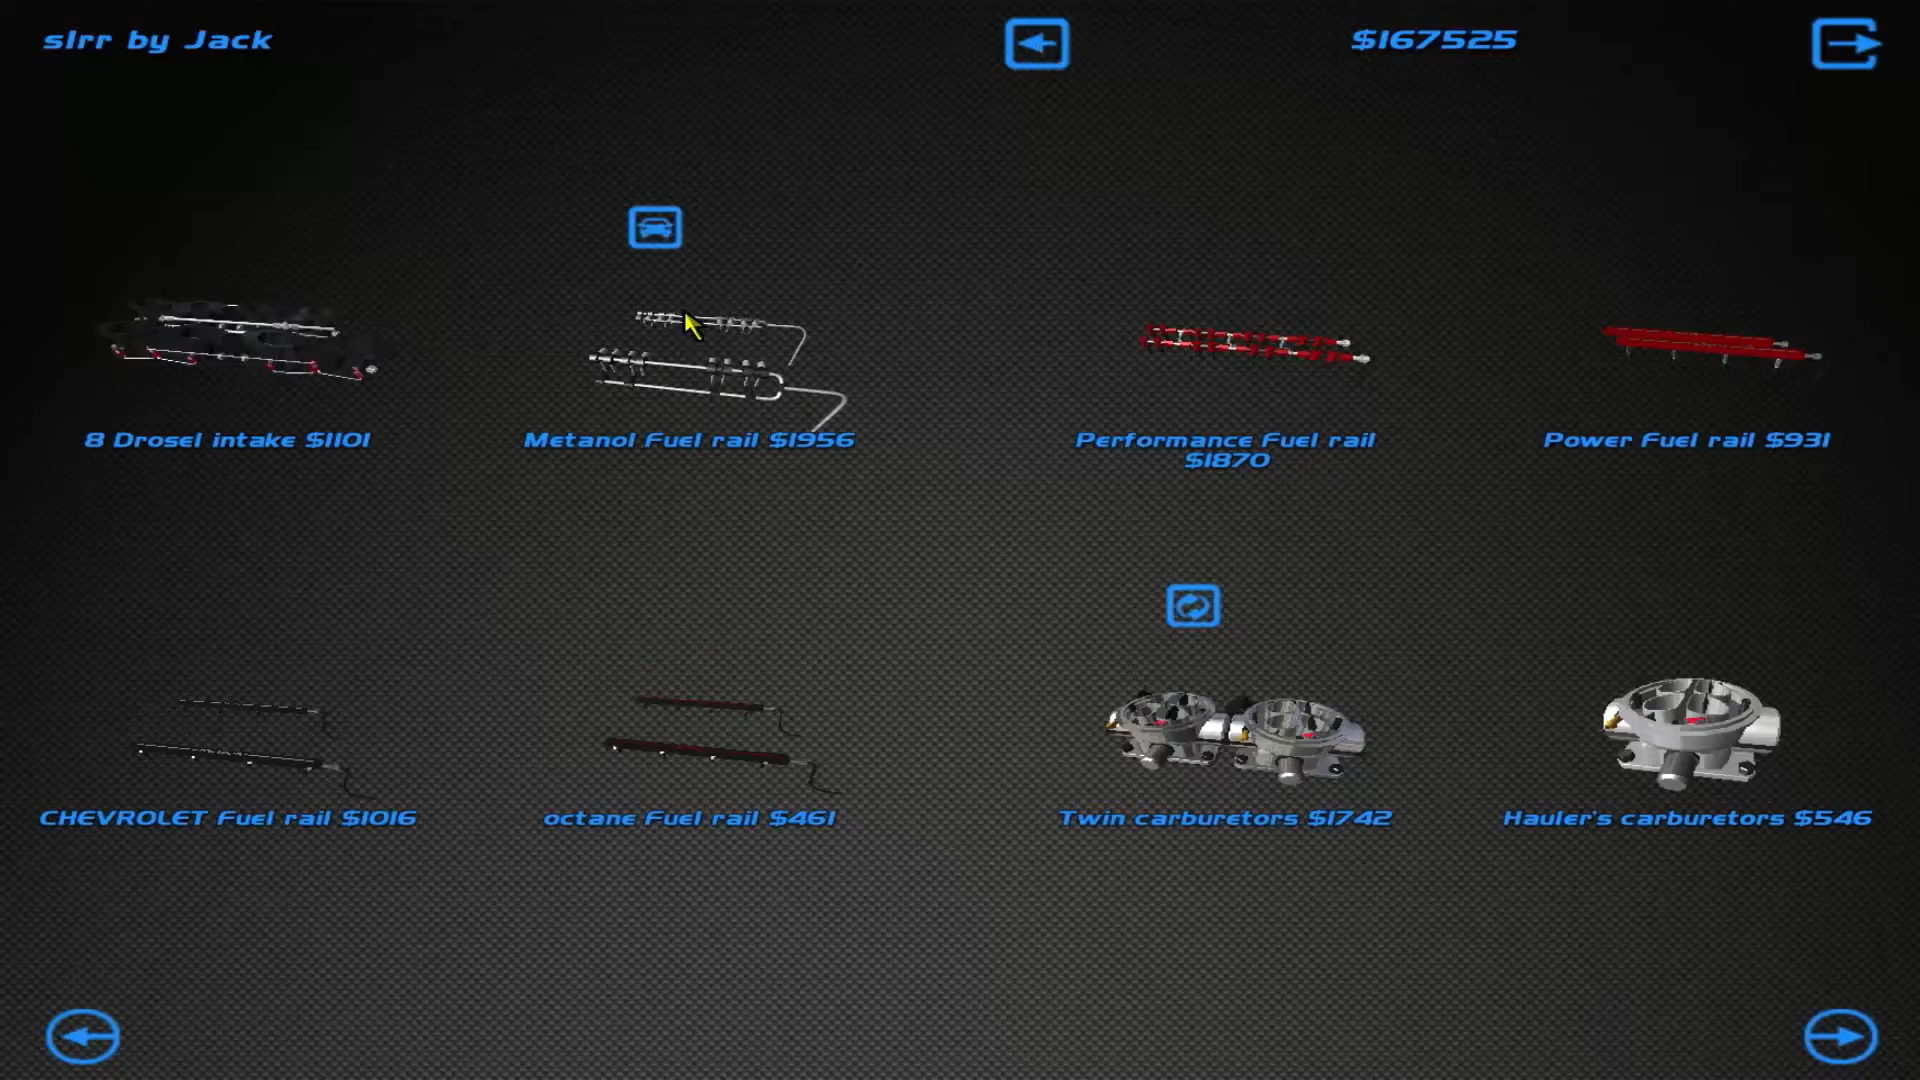 slrr by Jack
$167525
8 Drosel intake $1101
Metanol Fuel rail $1956
Performance Fuel rail
$1870
Power Fuel rail $931
CHEVROLET Fuel rail $1016
octane Fuel rail $461
Twin carburetors $1742
Hauler's carburetors $546